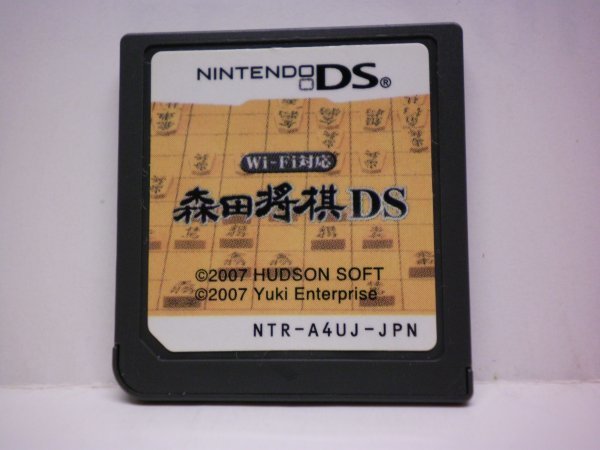 NINTENDO DS®
Wi-Fi対応
森田将棋DS
©2007 HUDSON SOFT
©2007 Yuki Enterprise
NTR-A4UJ-JPN